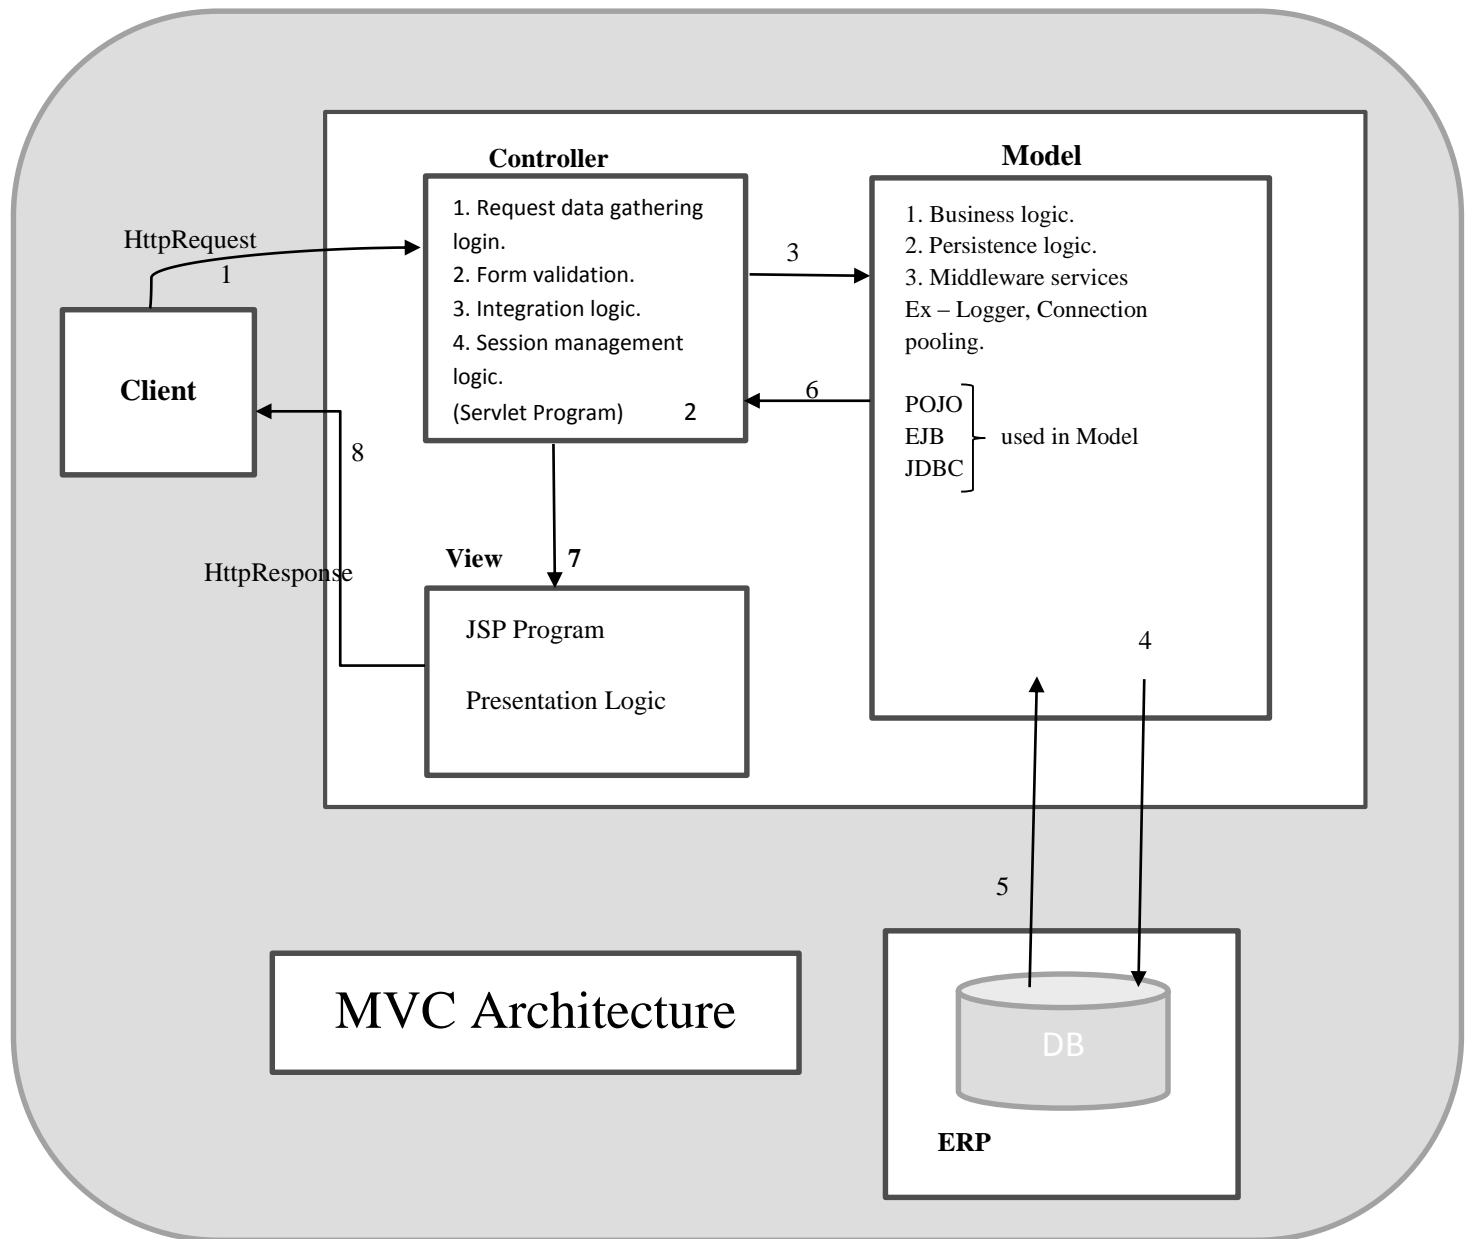 Controller
1. Request data gathering
login.
2. Form validation.
3. Integration logic.
4. Session management
logic.
(Servlet Program) 2
Model
1. Business logic.
2. Persistence logic.
3. Middleware services
Ex – Logger, Connection
pooling.
POJO
EJB
JDBC
used in Model
HttpRequest
1
3
Client
6
8
View 7
HttpResponse
JSP Program
Presentation Logic
4
5
MVC Architecture
DB
ERP